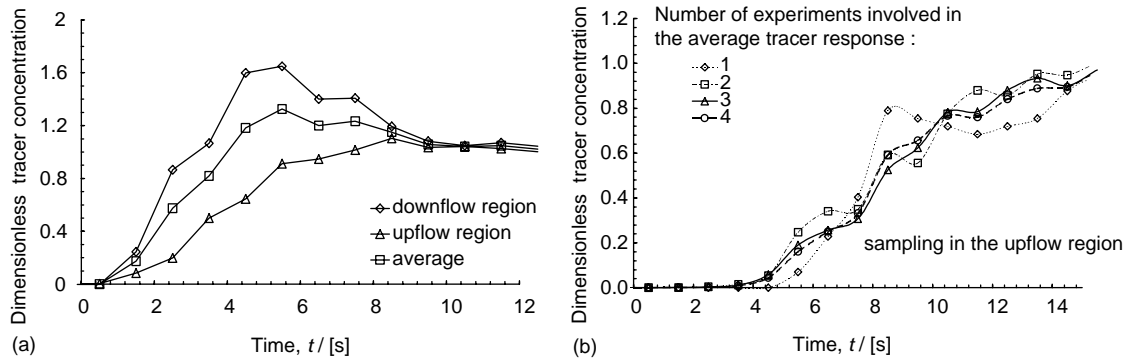 Dimensionless tracer concentration
2
1.6
1.2
0.8
0.4
0
0 2 4 6 8 10 12
downflow region
upflow region
average
(a)
Time, t / [s]
Dimensionless tracer concentration
1.2
1.0
0.8
0.6
0.4
0.2
0.0
Number of experiments involved in
the average tracer response :
1
2
3
4
sampling in the upflow region
0 2 4 6 8 10 12 14
(b)
Time, t / [s]